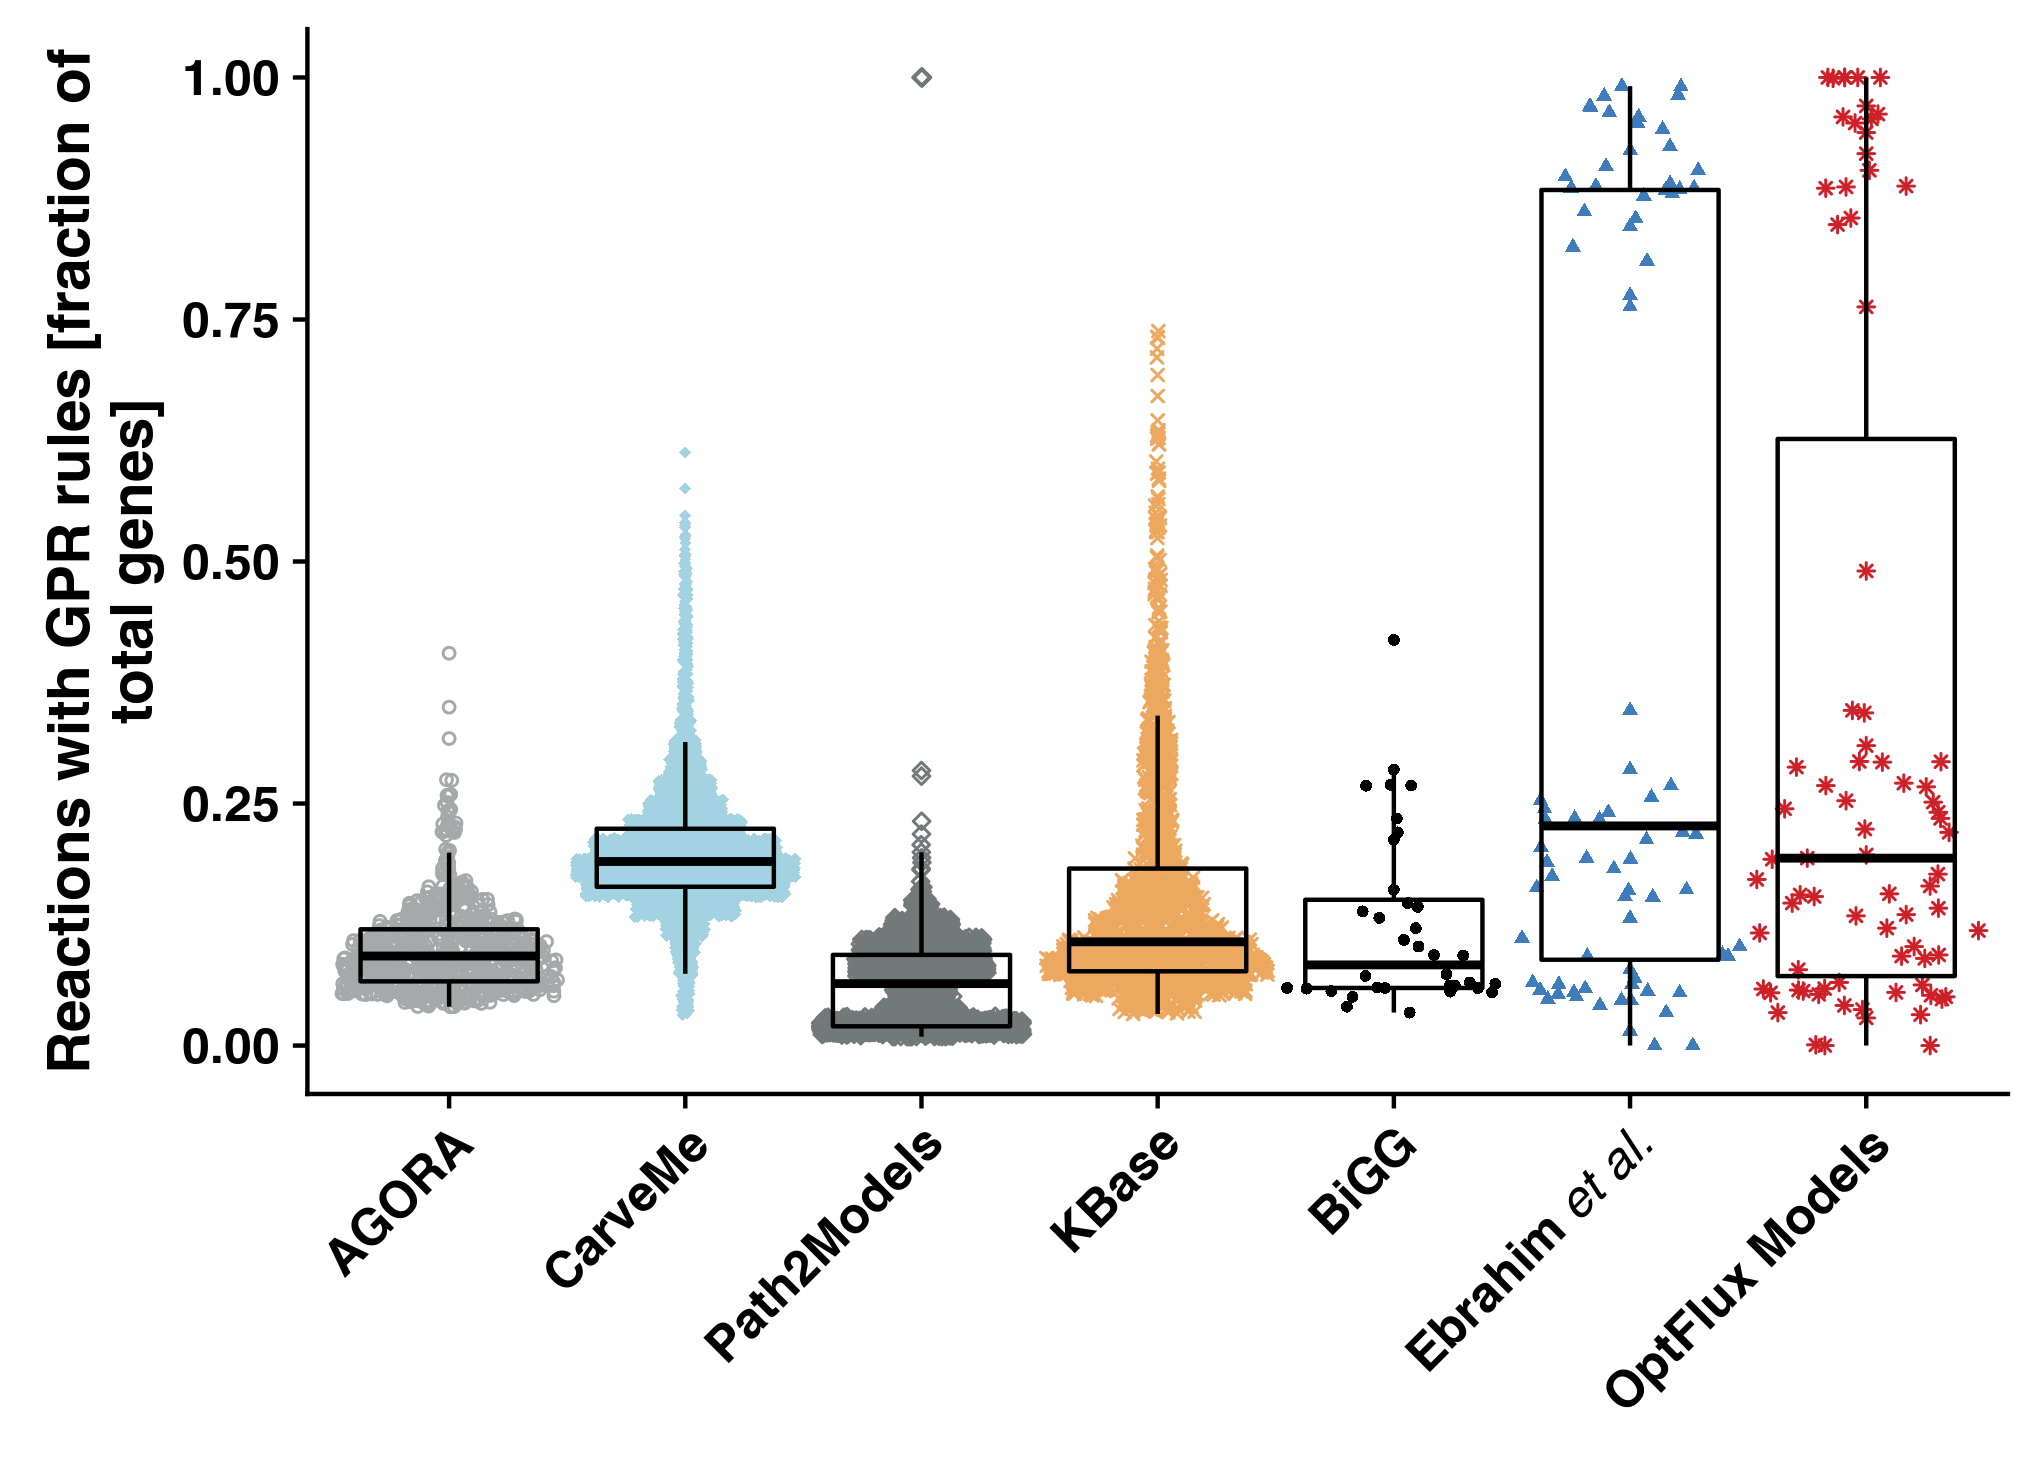 Reactions with GPR rules [fraction of
total genes]
1.00
0.75
0.50
0.25
0.00
AGORA
CarveMe
Path2Models
KBase
BiGG
Ebrahim et al.
OptFlux Models